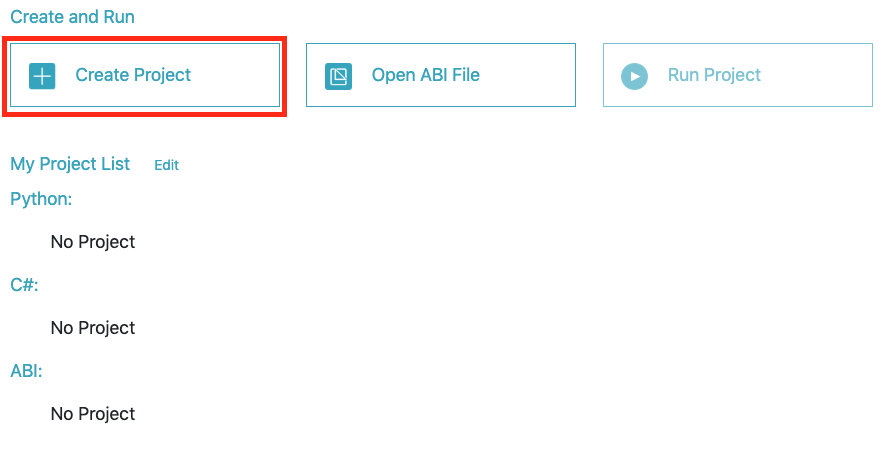 Create and Run
Create Project
Open ABI File
Run Project
My Project List Edit
Python:
No Project
C#:
No Project
ABI:
No Project